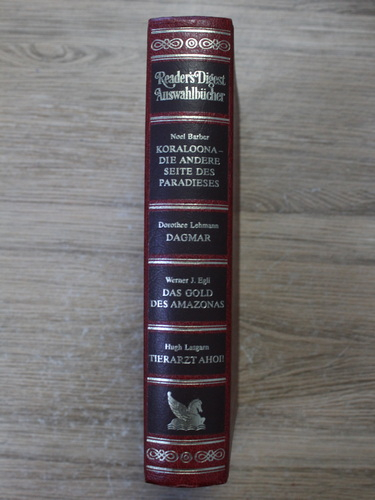 Reader's Digest
Auswahlbücher
Noel Barber
KORALOONA –
DIE ANDERE
SEITE DES
PARADIESES
Dorothee Lehmann
DAGMAR
Werner J. Egli
DAS GOLD
DES AMAZONAS
Hugh Lasgarn
TIERARZT AHOI!